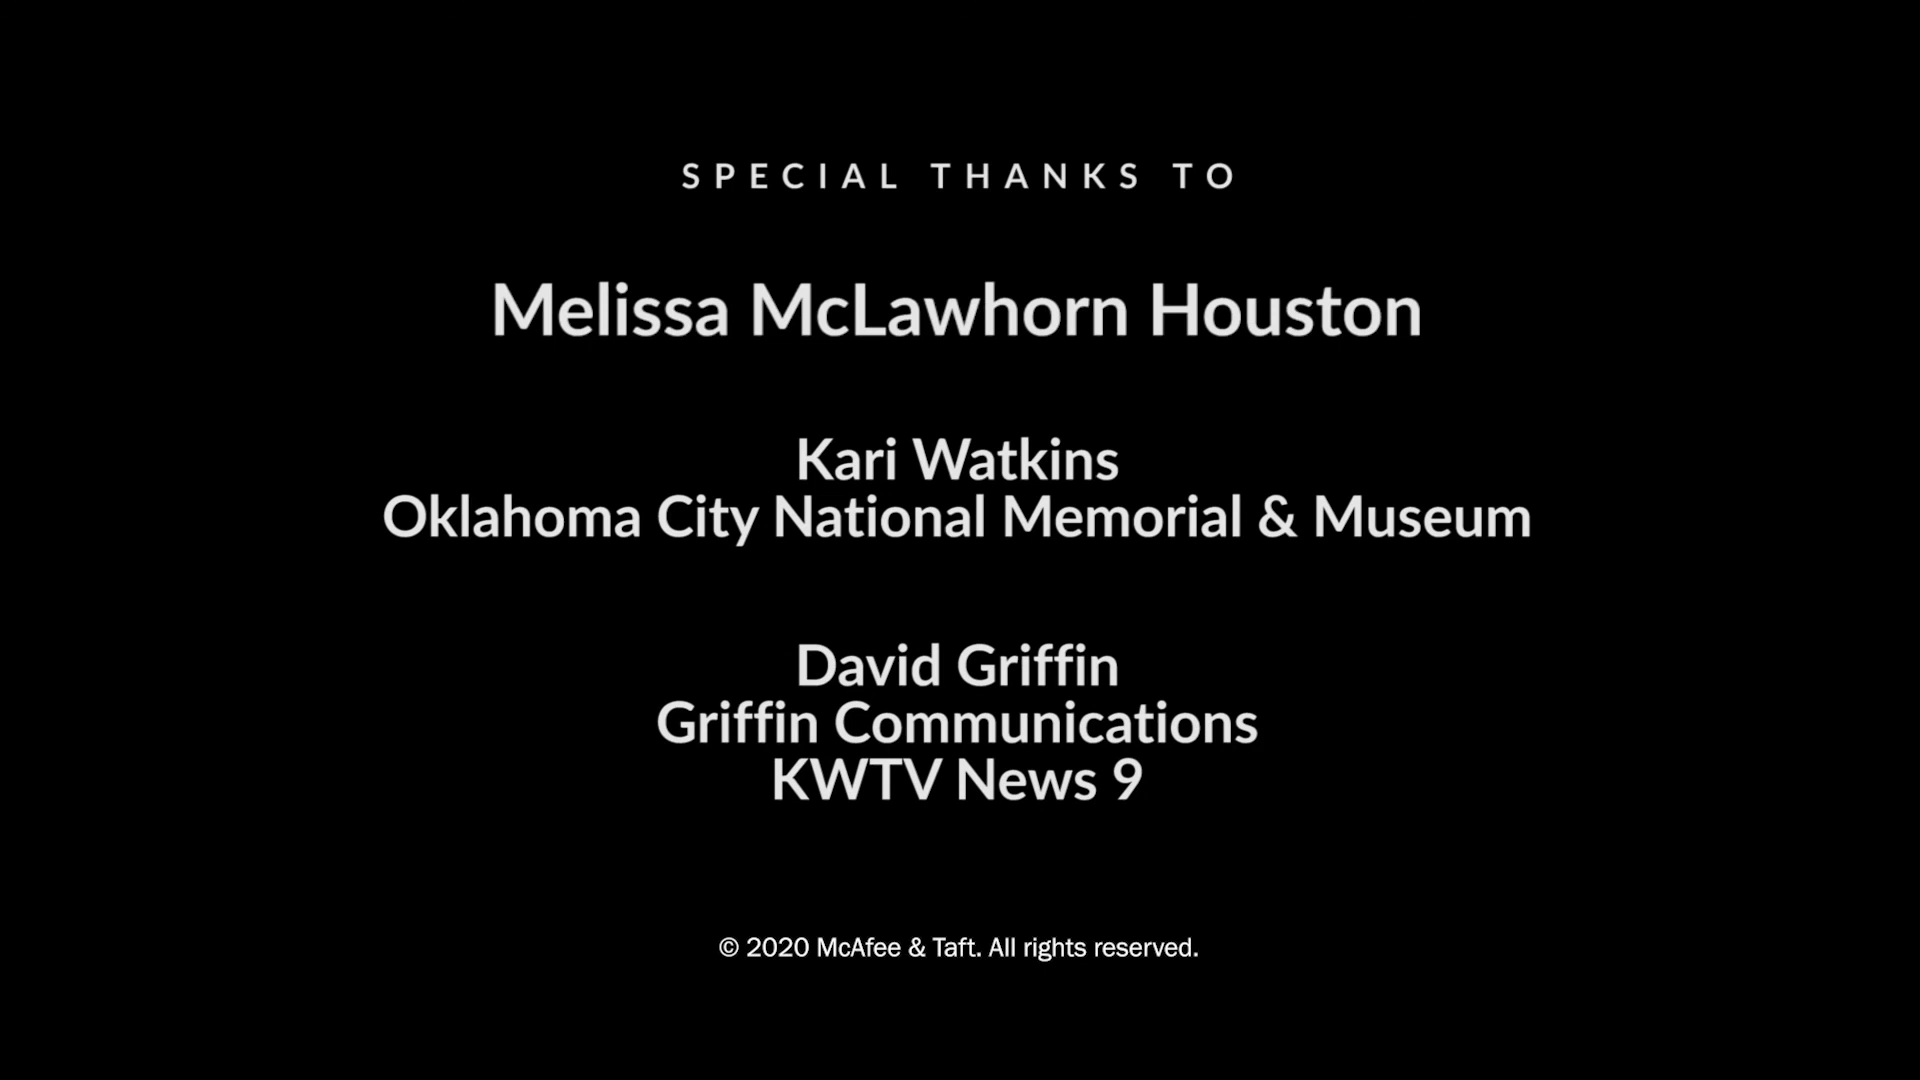 SPECIAL THANKS TO
Melissa McLawhorn Houston
Kari Watkins
Oklahoma City National Memorial & Museum
David Griffin
Griffin Communications
KWTV News 9
© 2020 McAfee & Taft. All rights reserved.